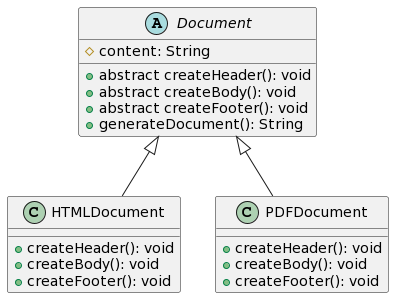 A Document
content: String
abstract createHeader(): void
abstract createBody(): void
abstract createFooter(): void
generateDocument(): String
C HTMLDocument
createHeader(): void
createBody(): void
createFooter(): void
C PDFDocument
createHeader(): void
createBody(): void
createFooter(): void